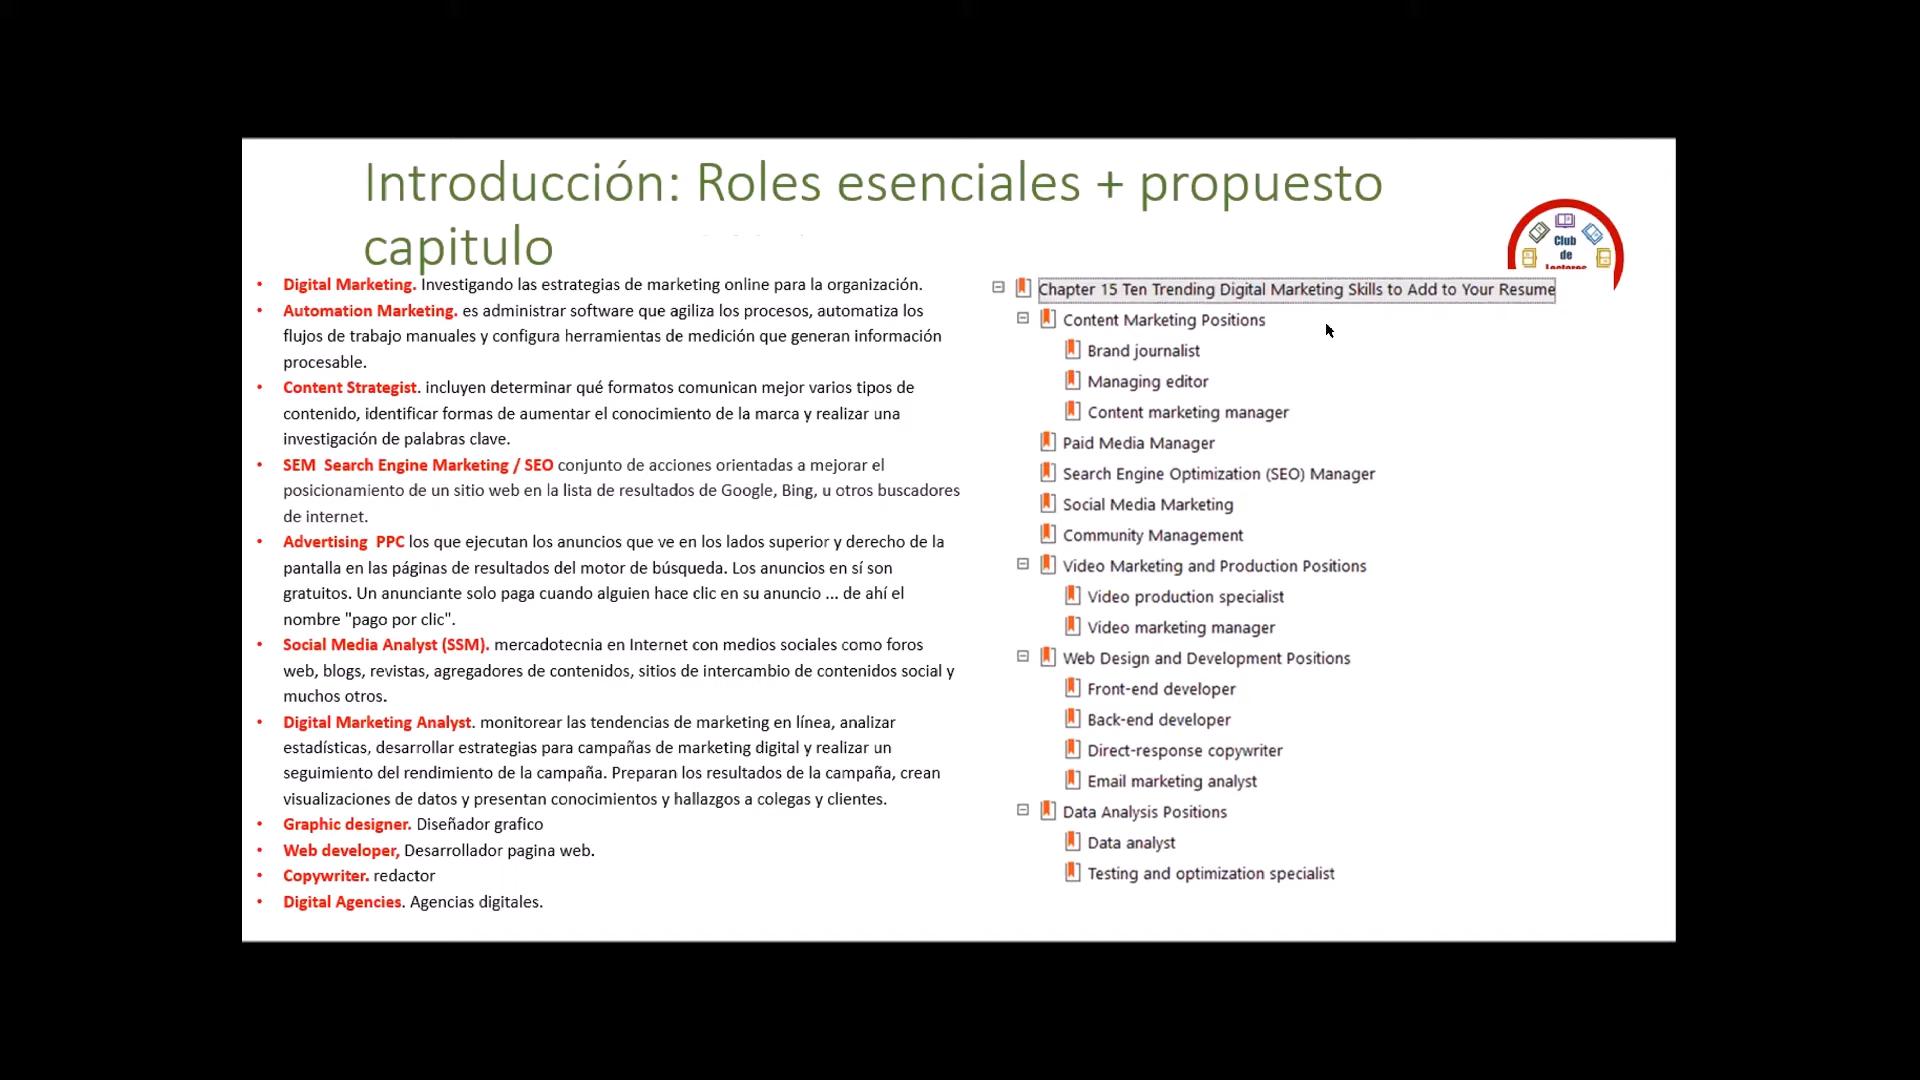 Introducción: Roles esenciales + propuesto
capitulo
Club
de
Lectores
• Digital Marketing. Investigando las estrategias de marketing online para la organización.
• Automation Marketing. es administrar software que agiliza los procesos, automatiza los
flujos de trabajo manuales y configura herramientas de medición que generan información
procesable.
• Content Strategist. incluyen determinar qué formatos comunican mejor varios tipos de
contenido, identificar formas de aumentar el conocimiento de la marca y realizar una
investigación de palabras clave.
• SEM Search Engine Marketing / SEO conjunto de acciones orientadas a mejorar el
posicionamiento de un sitio web en la lista de resultados de Google, Bing, u otros buscadores
de internet.
• Advertising PPC los que ejecutan los anuncios que ve en los lados superior y derecho de la
pantalla en las páginas de resultados del motor de búsqueda. Los anuncios en sí son
gratuitos. Un anunciante solo paga cuando alguien hace clic en su anuncio ... de ahí el
nombre "pago por clic".
• Social Media Analyst (SSM). mercadotecnia en Internet con medios sociales como foros
web, blogs, revistas, agregadores de contenidos, sitios de intercambio de contenidos social y
muchos otros.
• Digital Marketing Analyst. monitorear las tendencias de marketing en línea, analizar
estadísticas, desarrollar estrategias para campañas de marketing digital y realizar un
seguimiento del rendimiento de la campaña. Preparan los resultados de la campaña, crean
visualizaciones de datos y presentan conocimientos y hallazgos a colegas y clientes.
• Graphic designer. Diseñador grafico
• Web developer, Desarrollador pagina web.
• Copywriter. redactor
• Digital Agencies. Agencias digitales.
Chapter 15 Ten Trending Digital Marketing Skills to Add to Your Resume
Content Marketing Positions
Brand journalist
Managing editor
Content marketing manager
Paid Media Manager
Search Engine Optimization (SEO) Manager
Social Media Marketing
Community Management
Video Marketing and Production Positions
Video production specialist
Video marketing manager
Web Design and Development Positions
Front-end developer
Back-end developer
Direct-response copywriter
Email marketing analyst
Data Analysis Positions
Data analyst
Testing and optimization specialist